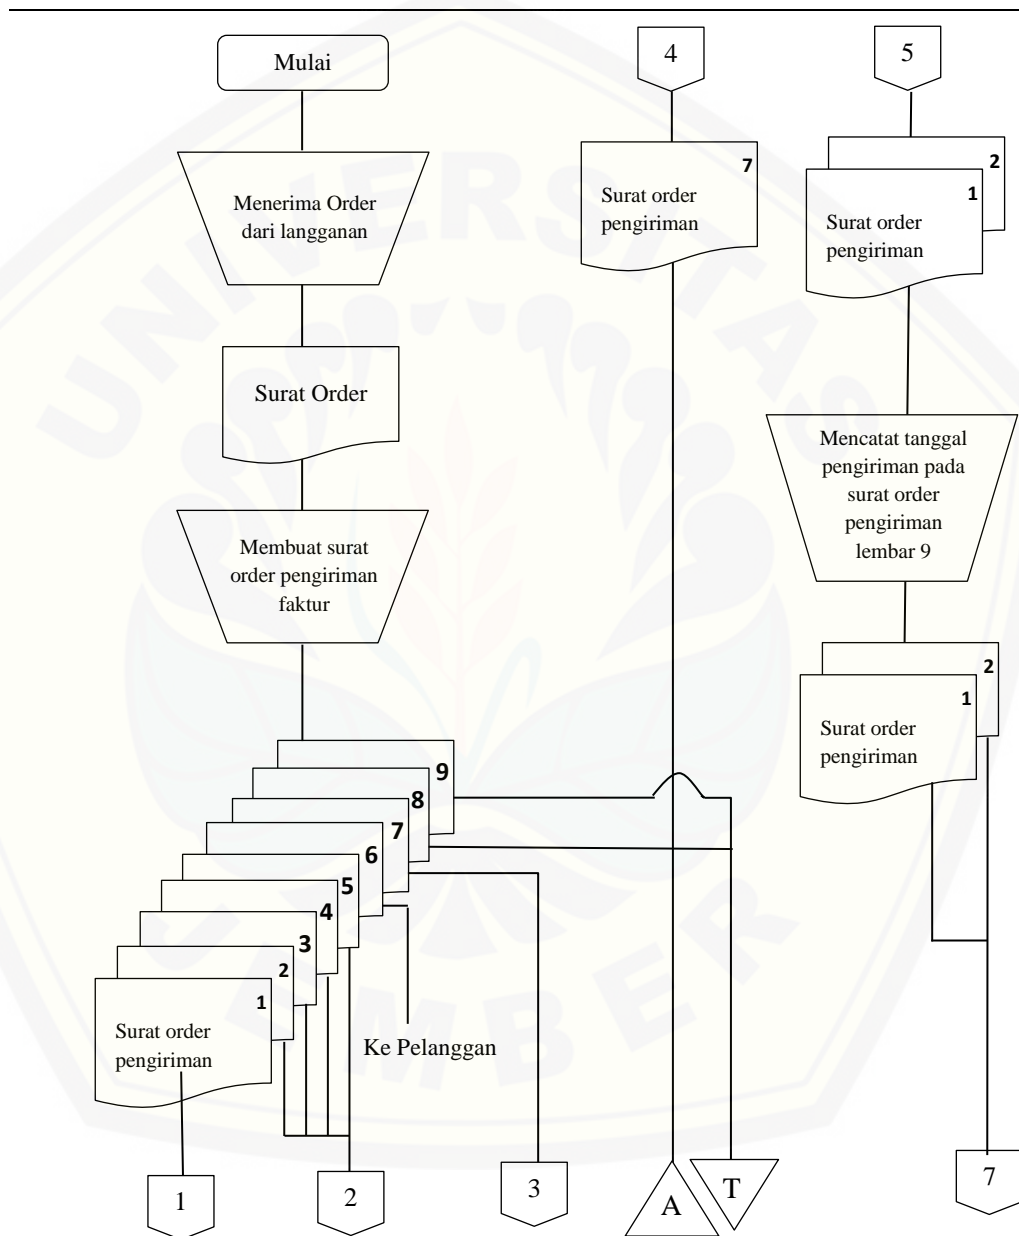 Mulai
Menerima Order
dari langganan
Surat Order
Membuat surat
order pengiriman
faktur
9
8
7
6
5
4
3
2
1
Surat order
pengiriman
Ke Pelanggan
1
2
3
4
7
Surat order
pengiriman
A
T
5
2
1
Surat order
pengiriman
Mencatat tanggal
pengiriman pada
surat order
pengiriman
lembar 9
2
1
Surat order
pengiriman
7
UNIVERSITAS
JEMBER